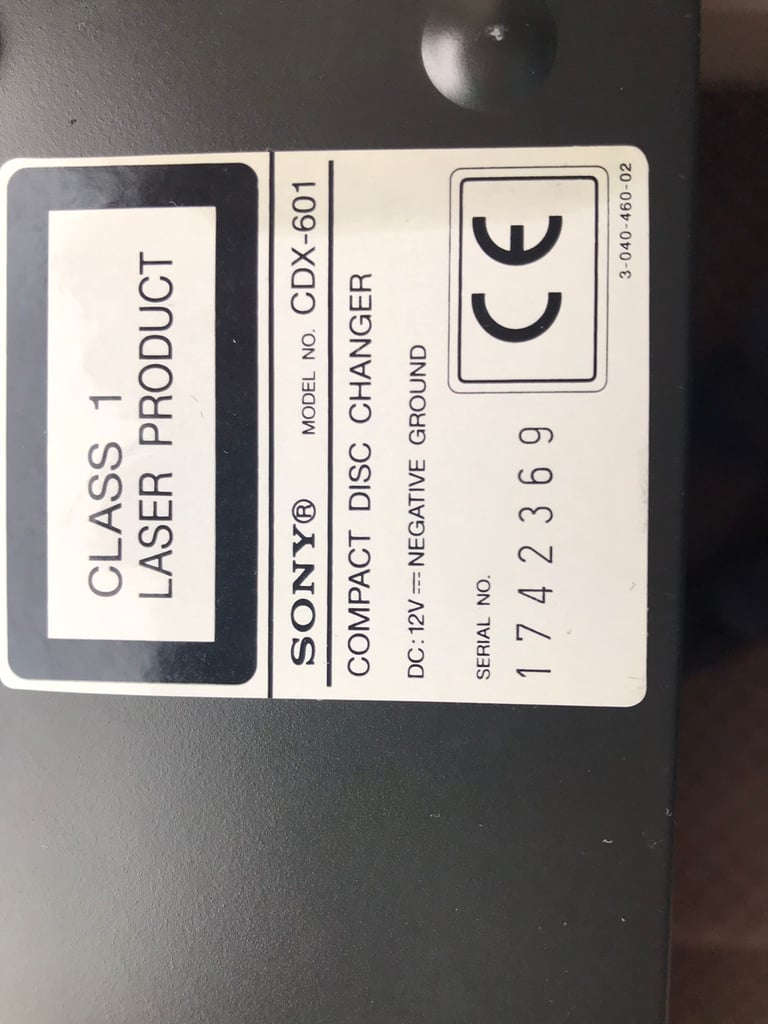 CLASS 1
LASER PRODUCT
SONY® MODEL NO. CDX-601
COMPACT DISC CHANGER
DC: 12V ⎓ NEGATIVE GROUND
SERIAL NO.
1742369
CE
3-040-460-02